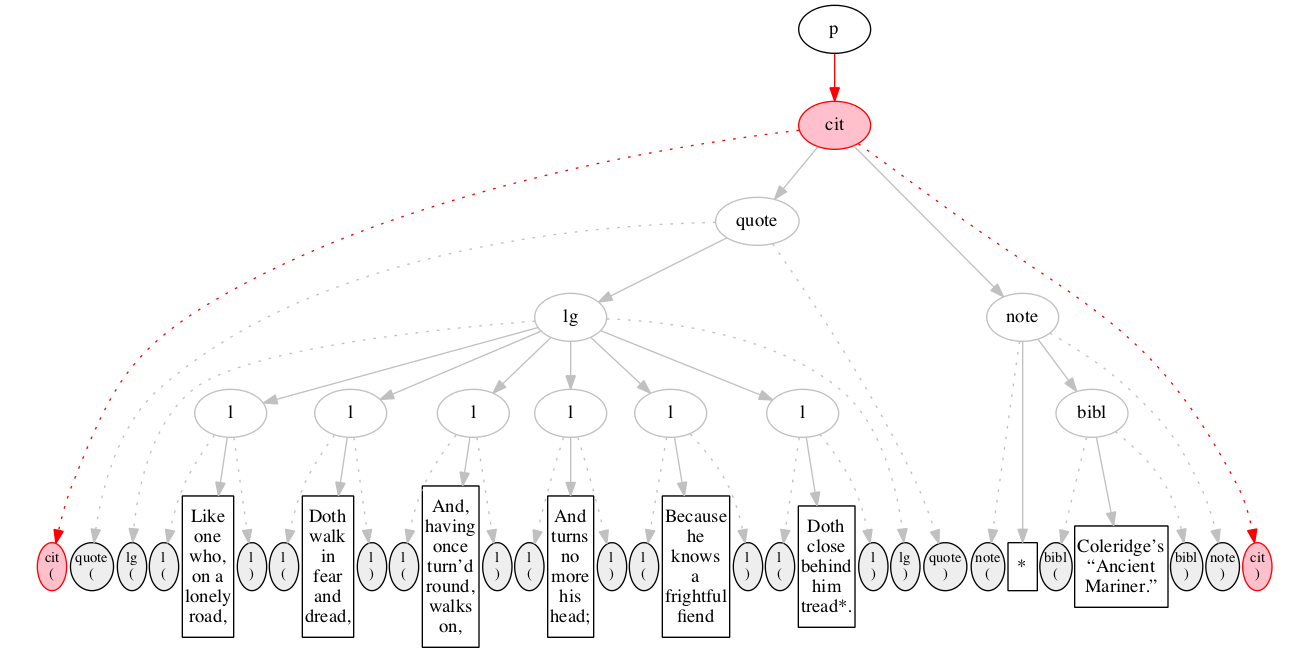 p
cit
quote
lg
note
l
l
l
l
l
l
bibl
cit
(
quote
(
lg
(
l
(
Like
one
who,
on a
lonely
road,
l
)
l
(
Doth
walk
in
fear
and
dread,
l
)
l
(
And,
having
once
turn’d
round,
walks
on,
l
)
l
(
And
turns
no
more
his
head;
l
)
l
(
Because
he
knows
a
frightful
fiend
l
)
l
(
Doth
close
behind
him
tread*.
l
)
lg
)
quote
)
note
(
*
bibl
(
Coleridge’s
“Ancient
Mariner.”
bibl
)
note
)
cit
)